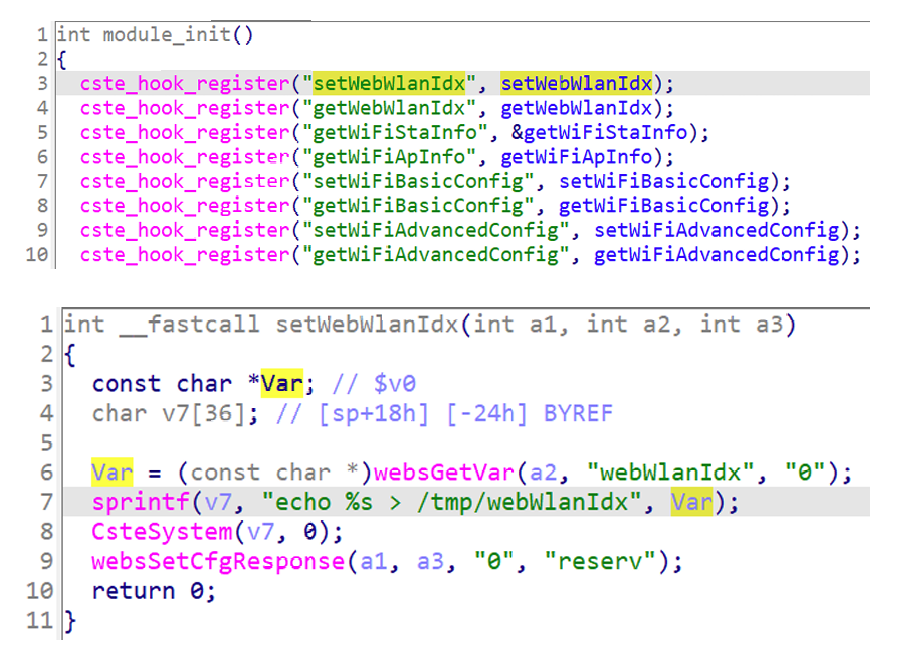 1 int module_init()
2 {
3   cste_hook_register("setWebWlanIdx", setWebWlanIdx);
4   cste_hook_register("getWebWlanIdx", getWebWlanIdx);
5   cste_hook_register("getWiFiStaInfo", &getWiFiStaInfo);
6   cste_hook_register("getWiFiApInfo", getWiFiApInfo);
7   cste_hook_register("setWiFiBasicConfig", setWiFiBasicConfig);
8   cste_hook_register("getWiFiBasicConfig", getWiFiBasicConfig);
9   cste_hook_register("setWiFiAdvancedConfig", setWiFiAdvancedConfig);
10   cste_hook_register("getWiFiAdvancedConfig", getWiFiAdvancedConfig);
1 int __fastcall setWebWlanIdx(int a1, int a2, int a3)
2 {
3   const char *Var; // $v0
4   char v7[36]; // [sp+18h] [-24h] BYREF
5
6   Var = (const char *)websGetVar(a2, "webWlanIdx", "0");
7   sprintf(v7, "echo %s > /tmp/webWlanIdx", Var);
8   CsteSystem(v7, 0);
9   websSetCfgResponse(a1, a3, "0", "reserv");
10   return 0;
11 }